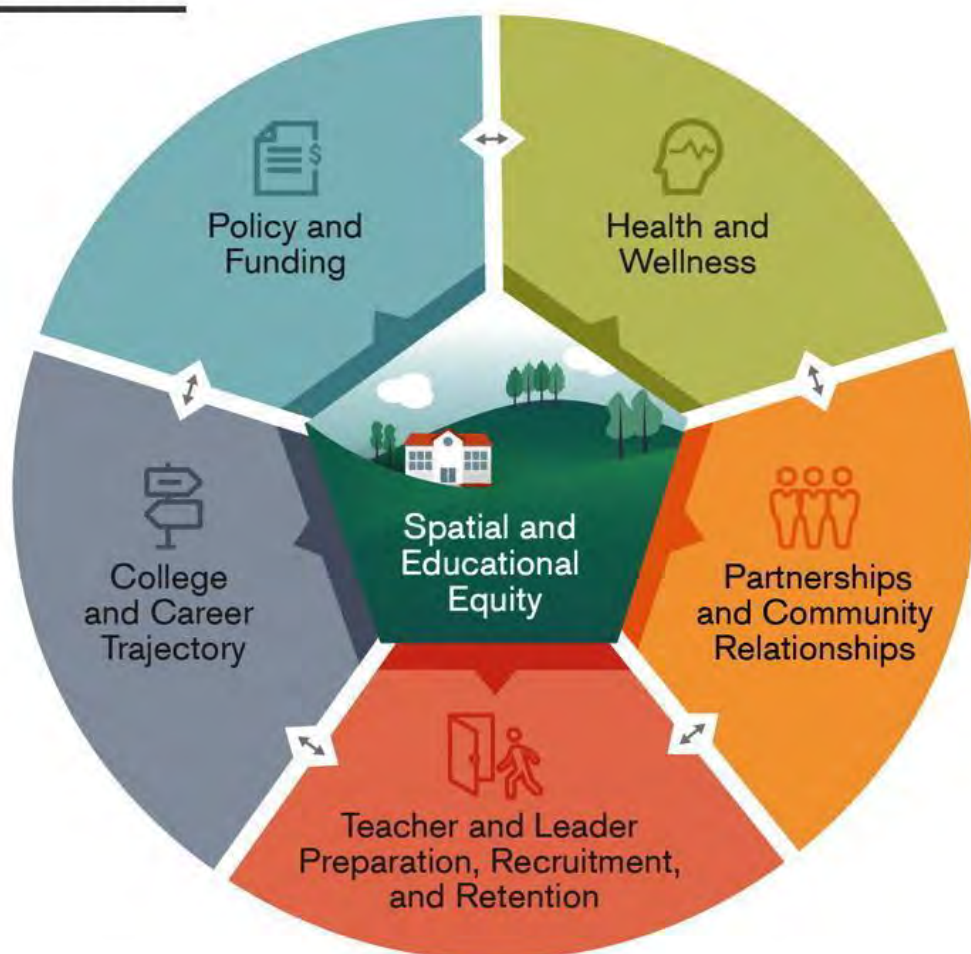 Policy and
Funding
Health and
Wellness
Spatial and
Educational
Equity
College
and Career
Trajectory
Partnerships
and Community
Relationships
Teacher and Leader
Preparation, Recruitment,
and Retention